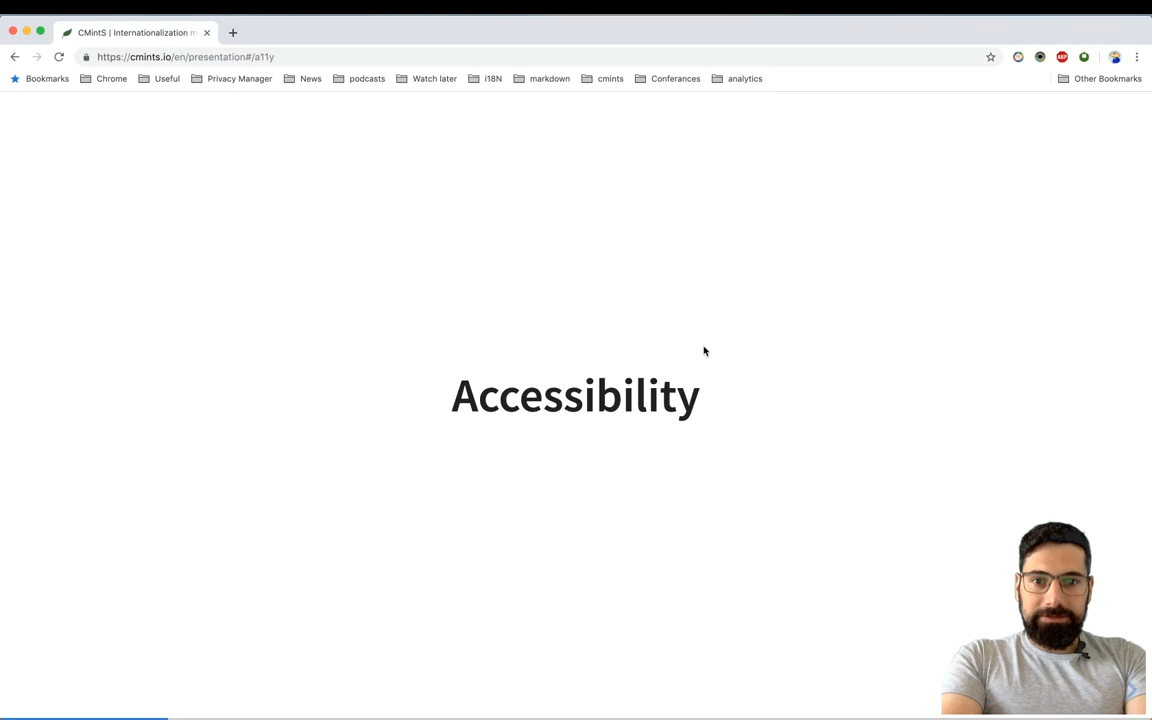 CMintS | Internationalization m
https://cmints.io/en/presentation#/a11y
ABP
Bookmarks Chrome Useful Privacy Manager News podcasts Watch later i18N markdown cmints Conferances analytics Other Bookmarks
Accessibility